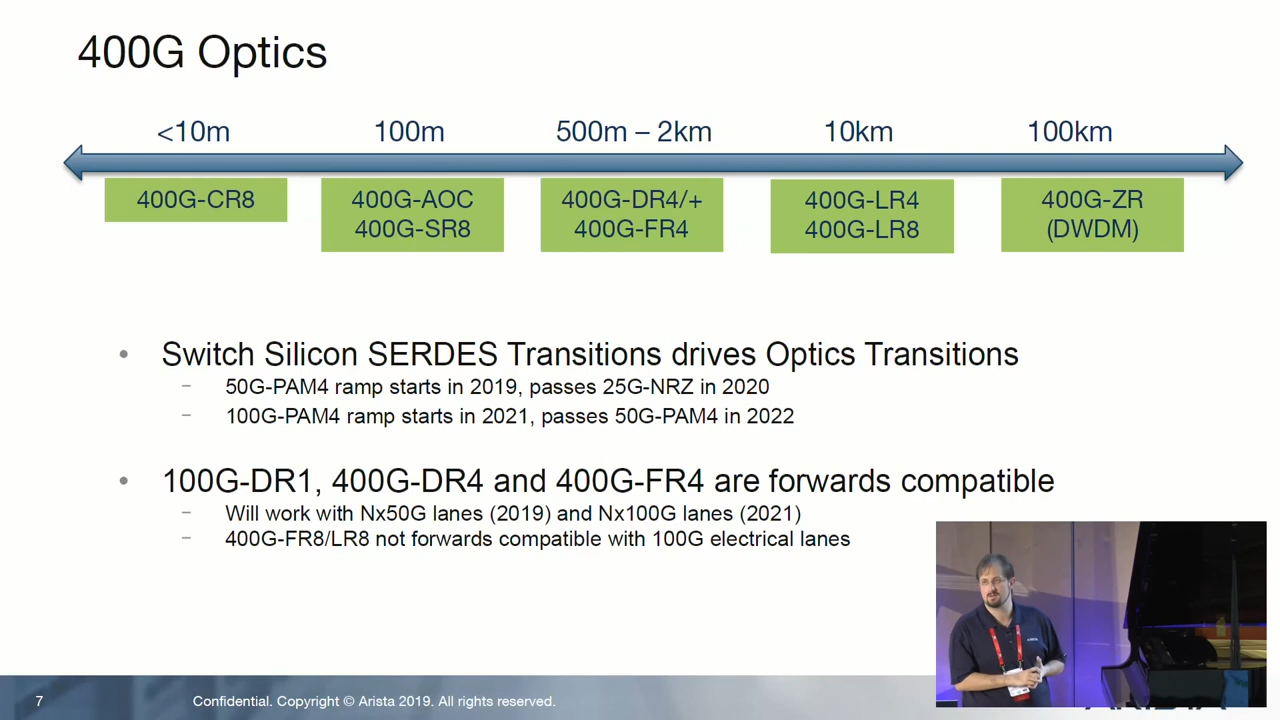 400G Optics
<10m 100m 500m – 2km 10km 100km
400G-CR8 400G-AOC 400G-DR4/+ 400G-LR4 400G-ZR
400G-SR8 400G-FR4 400G-LR8 (DWDM)
• Switch Silicon SERDES Transitions drives Optics Transitions
– 50G-PAM4 ramp starts in 2019, passes 25G-NRZ in 2020
– 100G-PAM4 ramp starts in 2021, passes 50G-PAM4 in 2022
• 100G-DR1, 400G-DR4 and 400G-FR4 are forwards compatible
– Will work with Nx50G lanes (2019) and Nx100G lanes (2021)
– 400G-FR8/LR8 not forwards compatible with 100G electrical lanes
7 Confidential. Copyright © Arista 2019. All rights reserved.